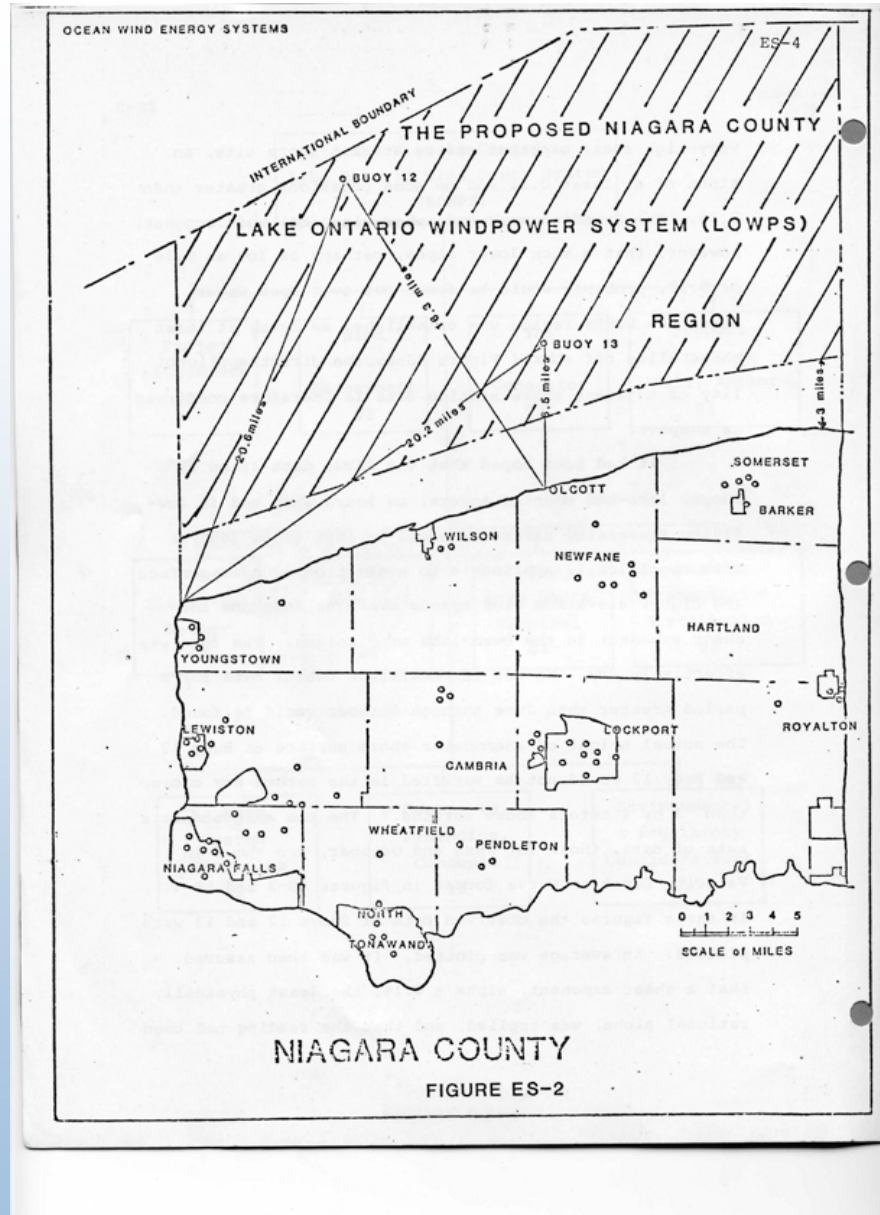 OCEAN WIND ENERGY SYSTEMS
ES-4
INTERNATIONAL BOUNDARY
THE PROPOSED NIAGARA COUNTY
BUOY 12
LAKE ONTARIO WINDPOWER SYSTEM (LOWPS)
16.3 miles
REGION
BUOY 13
20.6 miles
20.2 miles
3 miles
OLCOTT
SOMERSET
BARKER
WILSON
NEWFANE
HARTLAND
YOUNGSTOWN
ROYALTON
LEWISTON
LOCKPORT
CAMBRIA
WHEATFIELD
PENDLETON
NIAGARA FALLS
NORTH
TONAWANDA
0 1 2 3 4 5
SCALE of MILES
NIAGARA COUNTY
FIGURE ES-2